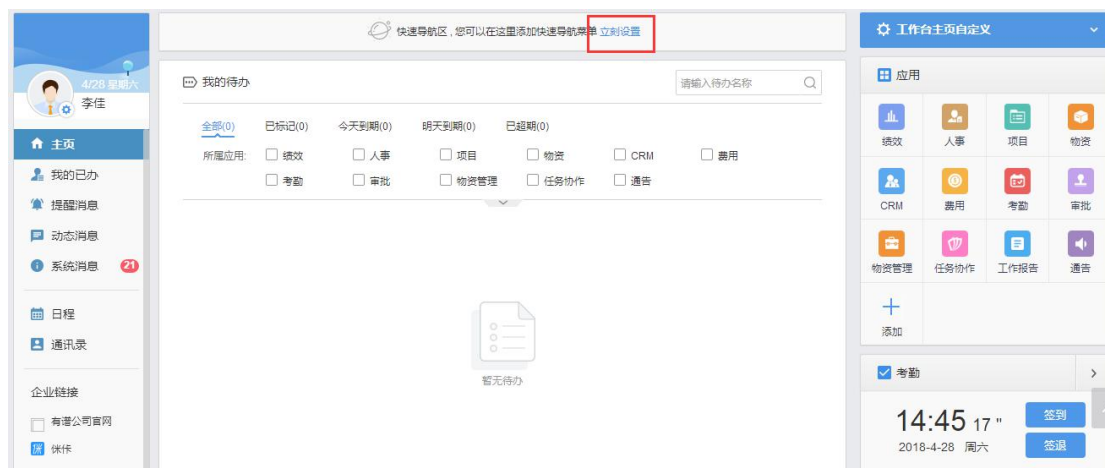 快速导航区，您可以在这里添加快速导航菜单 立刻设置
4/28 星期六
李佳
主页
我的已办
提醒消息
动态消息
系统消息 21
日程
通讯录
企业链接
有谱公司官网
侎 侎佧
我的待办
请输入待办名称
全部(0) 已标记(0) 今天到期(0) 明天到期(0) 已超期(0)
所属应用: 绩效 人事 项目 物资 CRM 费用
考勤 审批 物资管理 任务协作 通告
暂无待办
工作台主页自定义
应用
绩效 人事 项目 物资
CRM 费用 考勤 审批
物资管理 任务协作 工作报告 通告
添加
考勤
14:45 17 "
2018-4-28 周六
签到
签退